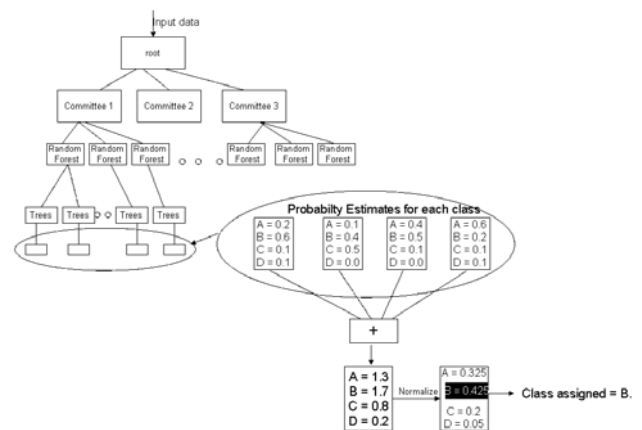 Input data
root
Committee 1
Committee 2
Committee 3
Random
Forest
Random
Forest
Random
Forest
Random
Forest
Random
Forest
Random
Forest
Trees
Trees
Trees
Trees
Probabilty Estimates for each class
A = 0.2
B = 0.6
C = 0.1
D = 0.1
A = 0.1
B = 0.4
C = 0.5
D = 0.0
A = 0.4
B = 0.5
C = 0.1
D = 0.0
A = 0.6
B = 0.2
C = 0.1
D = 0.1
+
A = 1.3
B = 1.7
C = 0.8
D = 0.2
Normalize
A = 0.325
B = 0.425
C = 0.2
D = 0.05
Class assigned = B.